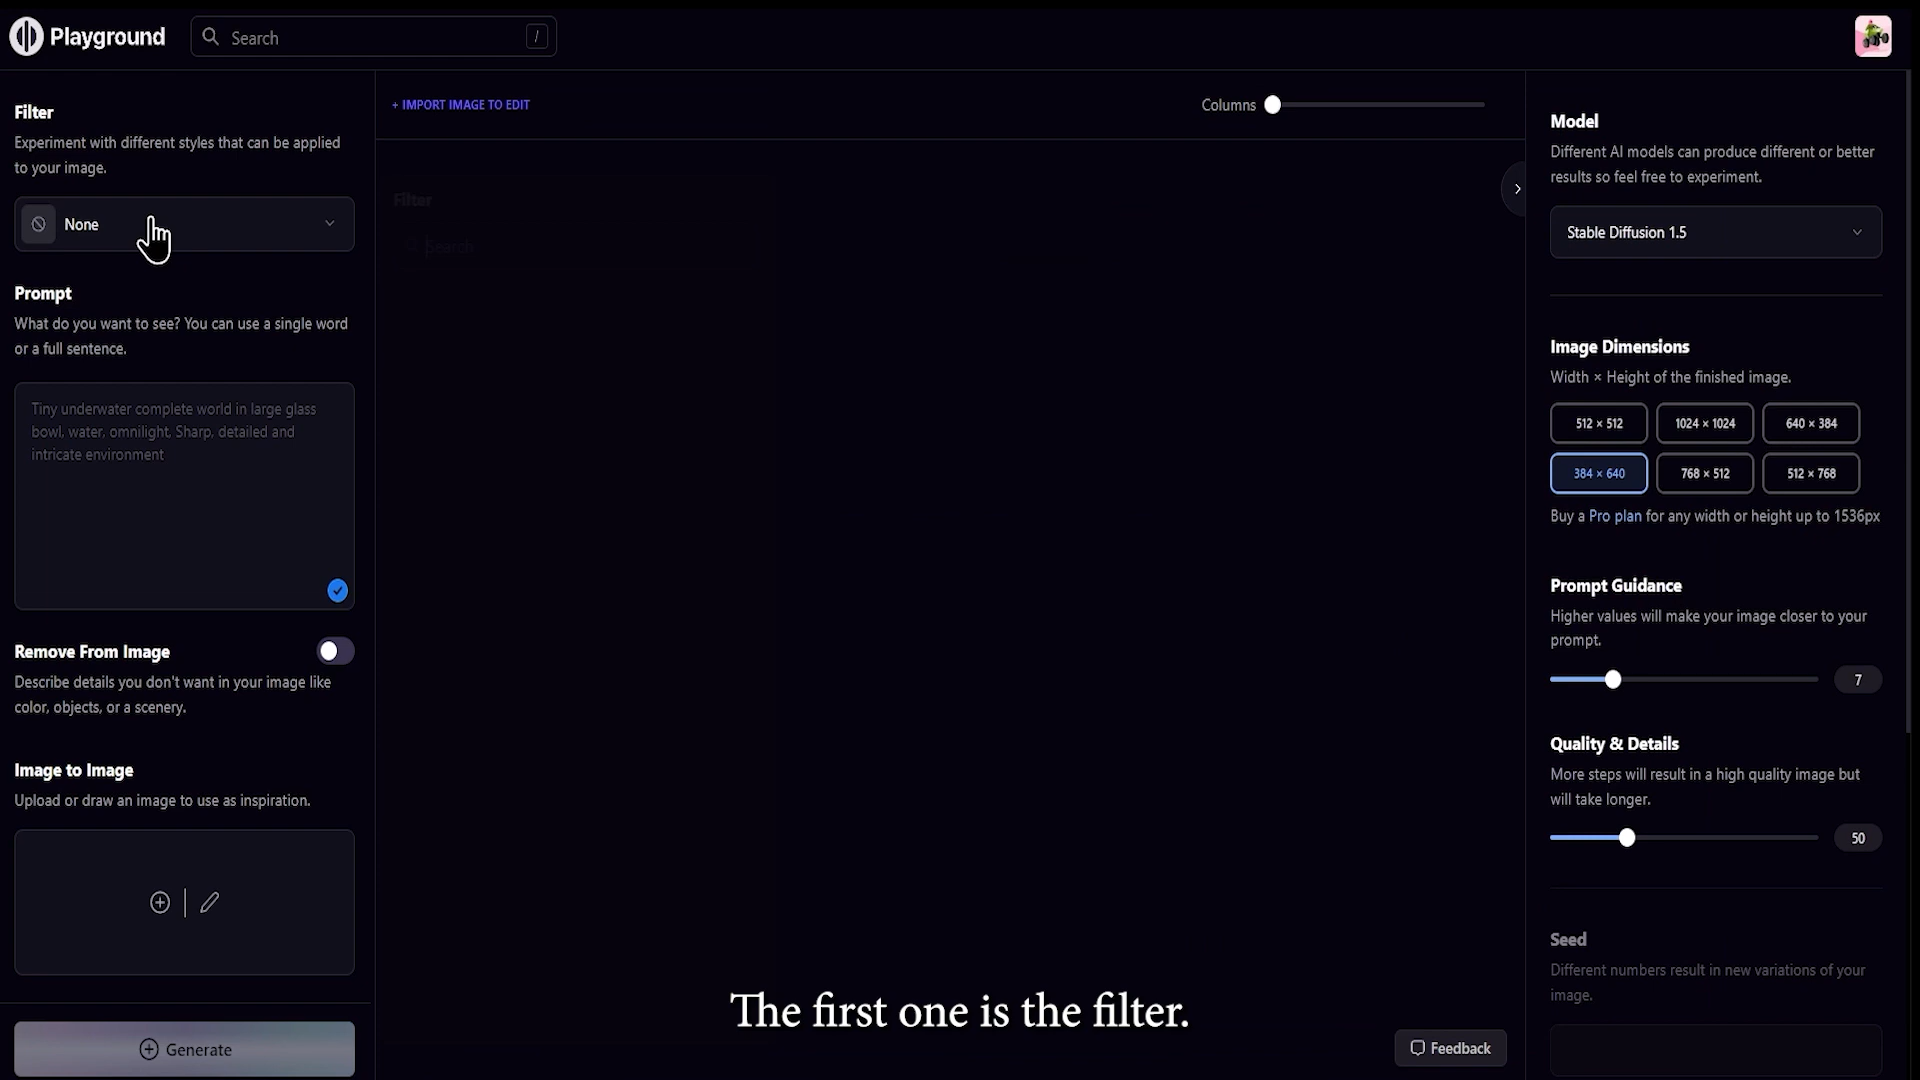 Playground
Search
/
Filter
Experiment with different styles that can be applied
to your image.
None
Prompt
What do you want to see? You can use a single word
or a full sentence.
Tiny underwater complete world in large glass
bowl, water, omnilight, Sharp, detailed and
intricate environment
Remove From Image
Describe details you don't want in your image like
color, objects, or a scenery.
Image to Image
Upload or draw an image to use as inspiration.
Generate
+ IMPORT IMAGE TO EDIT
Columns
Filter
Search
The first one is the filter.
Feedback
Model
Different AI models can produce different or better
results so feel free to experiment.
Stable Diffusion 1.5
Image Dimensions
Width × Height of the finished image.
512 × 512
1024 × 1024
640 × 384
384 × 640
768 × 512
512 × 768
Buy a Pro plan for any width or height up to 1536px
Prompt Guidance
Higher values will make your image closer to your
prompt.
7
Quality & Details
More steps will result in a high quality image but
will take longer.
50
Seed
Different numbers result in new variations of your
image.